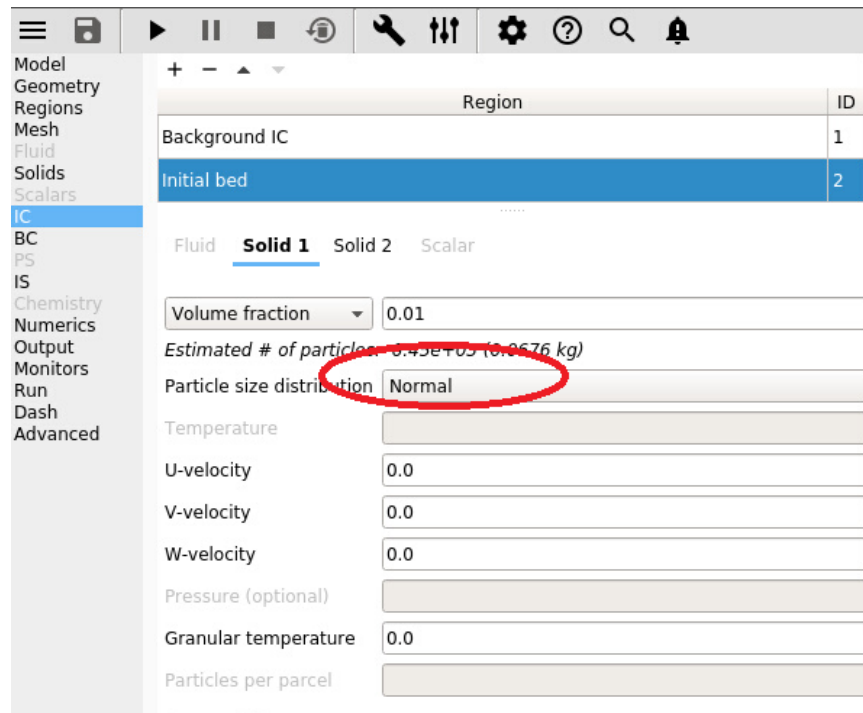 Model
Geometry
Regions
Mesh
Fluid
Solids
Scalars
IC
BC
PS
IS
Chemistry
Numerics
Output
Monitors
Run
Dash
Advanced
Region ID
Background IC 1
Initial bed 2
Fluid Solid 1 Solid 2 Scalar
Volume fraction 0.01
Estimated # of particles: (0.0676 kg)
Particle size distribution Normal
Temperature
U-velocity 0.0
V-velocity 0.0
W-velocity 0.0
Pressure (optional)
Granular temperature 0.0
Particles per parcel